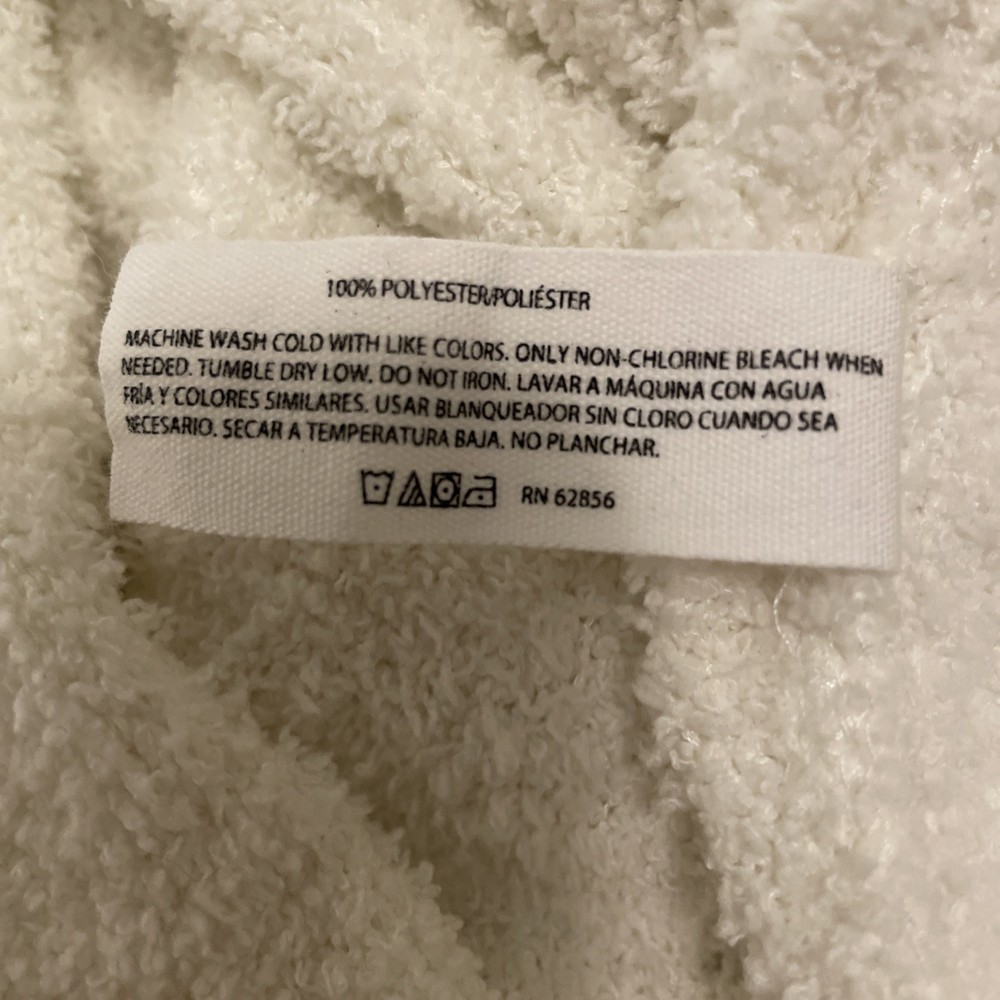 100% POLYESTER/POLIÉSTER
MACHINE WASH COLD WITH LIKE COLORS. ONLY NON-CHLORINE BLEACH WHEN
NEEDED. TUMBLE DRY LOW. DO NOT IRON. LAVAR A MÁQUINA CON AGUA
FRÍA Y COLORES SIMILARES. USAR BLANQUEADOR SIN CLORO CUANDO SEA
NECESARIO. SECAR A TEMPERATURA BAJA. NO PLANCHAR.
RN 62856